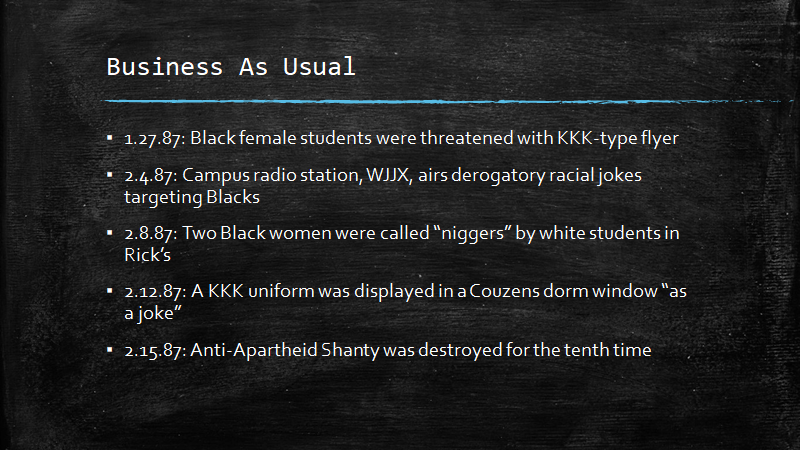 Business As Usual
▪ 1.27.87: Black female students were threatened with KKK-type flyer
▪ 2.4.87: Campus radio station, WJJX, airs derogatory racial jokes
targeting Blacks
▪ 2.8.87: Two Black women were called “niggers” by white students in
Rick’s
▪ 2.12.87: A KKK uniform was displayed in a Couzens dorm window “as
a joke”
▪ 2.15.87: Anti-Apartheid Shanty was destroyed for the tenth time